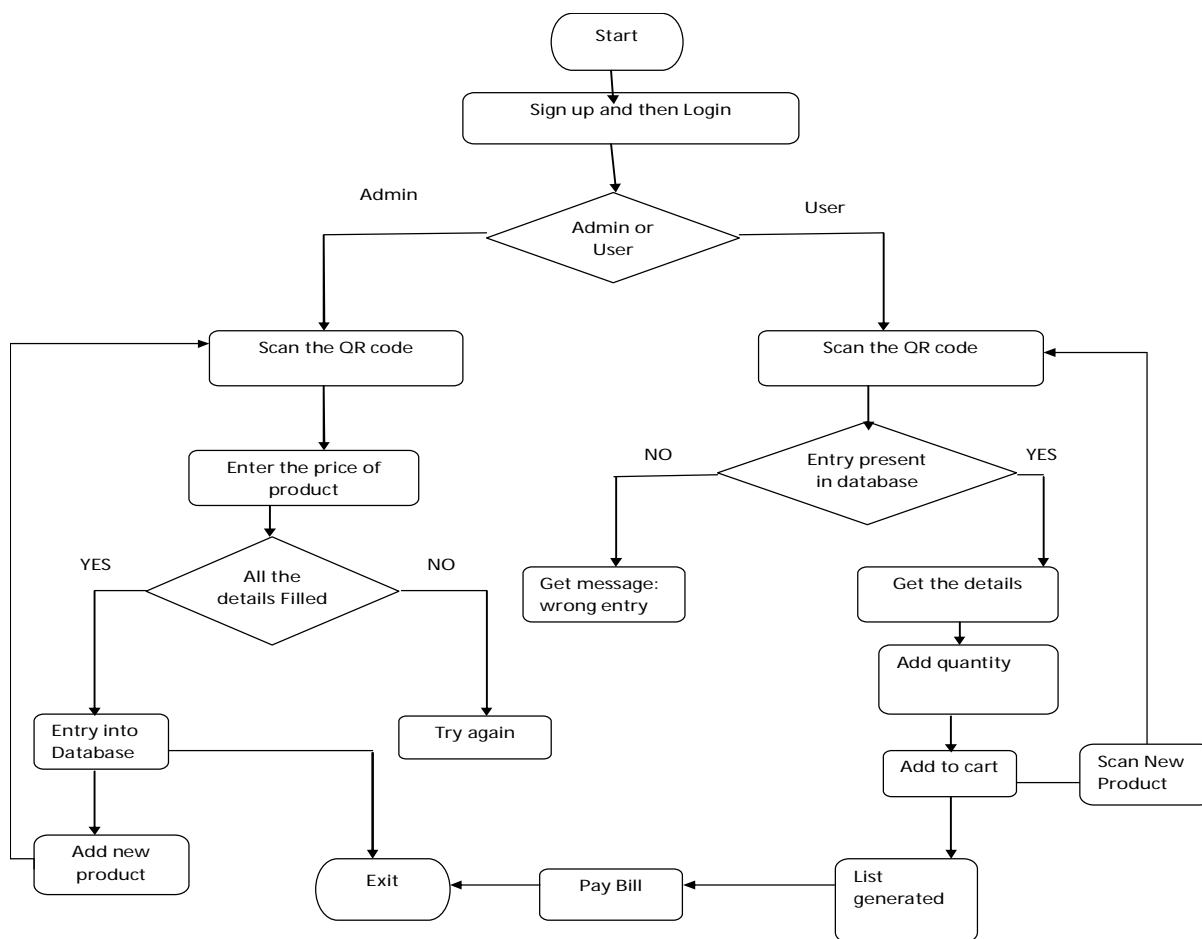 Start
Sign up and then Login
Admin
User
Admin or
User
Scan the QR code
Scan the QR code
NO
Entry present
in database
YES
Enter the price of
product
YES
All the
details Filled
NO
Get message:
wrong entry
Get the details
Add quantity
Entry into
Database
Try again
Add to cart
Scan New
Product
Add new
product
Exit
Pay Bill
List
generated